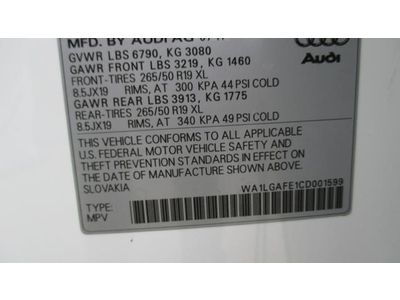 MFD. BY AUDI AG
GVWR LBS 6790, KG 3080
GAWR FRONT LBS 3219, KG 1460
FRONT-TIRES 265/50 R19 XL
8.5JX19 RIMS, AT 300 KPA 44 PSI COLD
GAWR REAR LBS 3913, KG 1775
REAR-TIRES 265/50 R19 XL
8.5JX19 RIMS, AT 340 KPA 49 PSI COLD
Audi
THIS VEHICLE CONFORMS TO ALL APPLICABLE
U.S. FEDERAL MOTOR VEHICLE SAFETY AND
THEFT PREVENTION STANDARDS IN EFFECT ON
THE DATE OF MANUFACTURE SHOWN ABOVE.
SLOVAKIA WA1LGAFE1CD001599
TYPE:
MPV